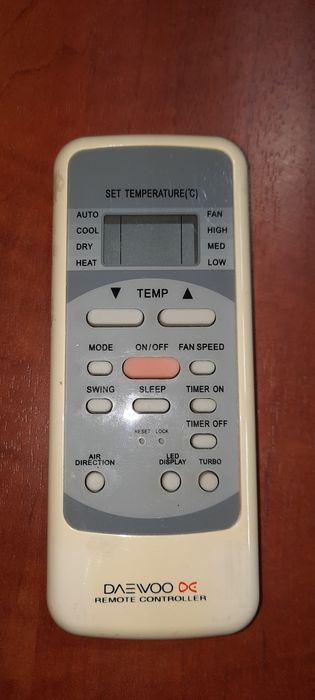 SET TEMPERATURE(°C)
AUTO FAN
COOL HIGH
DRY MED
HEAT LOW
▼ TEMP ▲
MODE ON/OFF FAN SPEED
SWING SLEEP TIMER ON
TIMER OFF
RESET LOCK
AIR DIRECTION
LED DISPLAY
TURBO
DAEWOO
REMOTE CONTROLLER